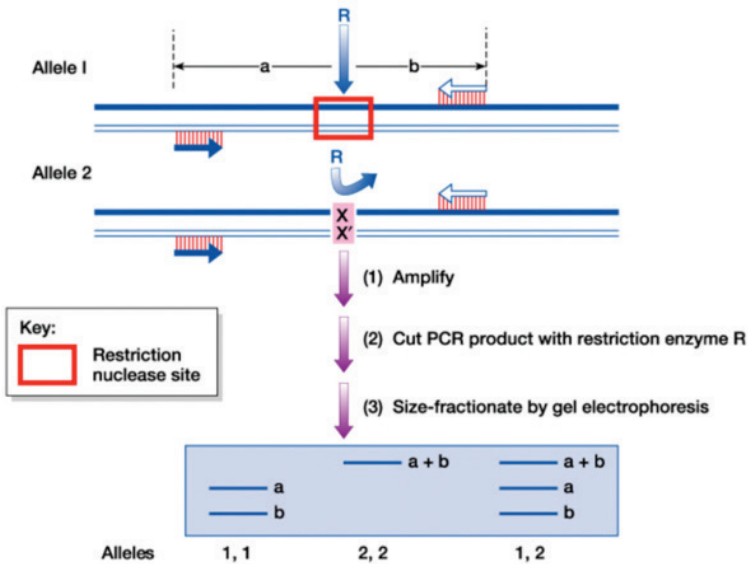 R
Allele I
a
b
R
Allele 2
X
X′
(1) Amplify
Key:
Restriction
nuclease site
(2) Cut PCR product with restriction enzyme R
(3) Size-fractionate by gel electrophoresis
a + b
a + b
a
a
b
b
Alleles 1, 1 2, 2 1, 2